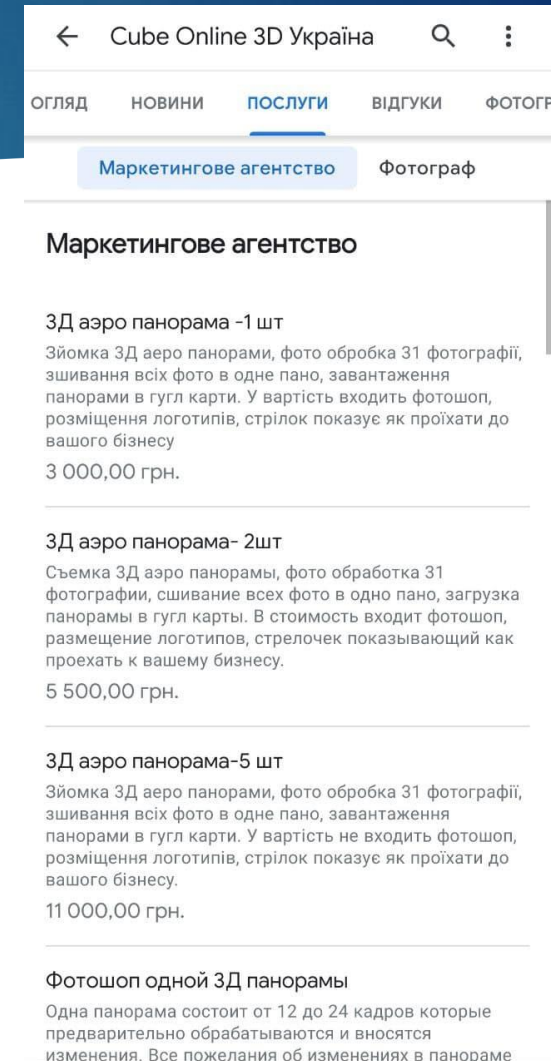 Cube Online 3D Україна
ОГЛЯД НОВИНИ ПОСЛУГИ ВІДГУКИ ФОТОГР
Маркетингове агентство Фотограф
Маркетингове агентство
3Д аэро панорама -1 шт
Зйомка 3Д аеро панорами, фото обробка 31 фотографії,
зшивання всіх фото в одне пано, завантаження
панорами в гугл карти. У вартість входить фотошоп,
розміщення логотипів, стрілок показує як проїхати до
вашого бізнесу
3 000,00 грн.
3Д аэро панорама- 2шт
Съемка 3Д аэро панорамы, фото обработка 31
фотографии, сшивание всех фото в одно пано, загрузка
панорамы в гугл карты. В стоимость входит фотошоп,
размещение логотипов, стрелочек показывающий как
проехать к вашему бизнесу.
5 500,00 грн.
3Д аэро панорама-5 шт
Зйомка 3Д аеро панорами, фото обробка 31 фотографії,
зшивання всіх фото в одне пано, завантаження
панорами в гугл карти. У вартість не входить фотошоп,
розміщення логотипів, стрілок показує як проїхати до
вашого бізнесу.
11 000,00 грн.
Фотошоп одной 3Д панорамы
Одна панорама состоит от 12 до 24 кадров которые
предварительно обрабатываются и вносятся
изменения. Все пожелания об изменениях в панораме